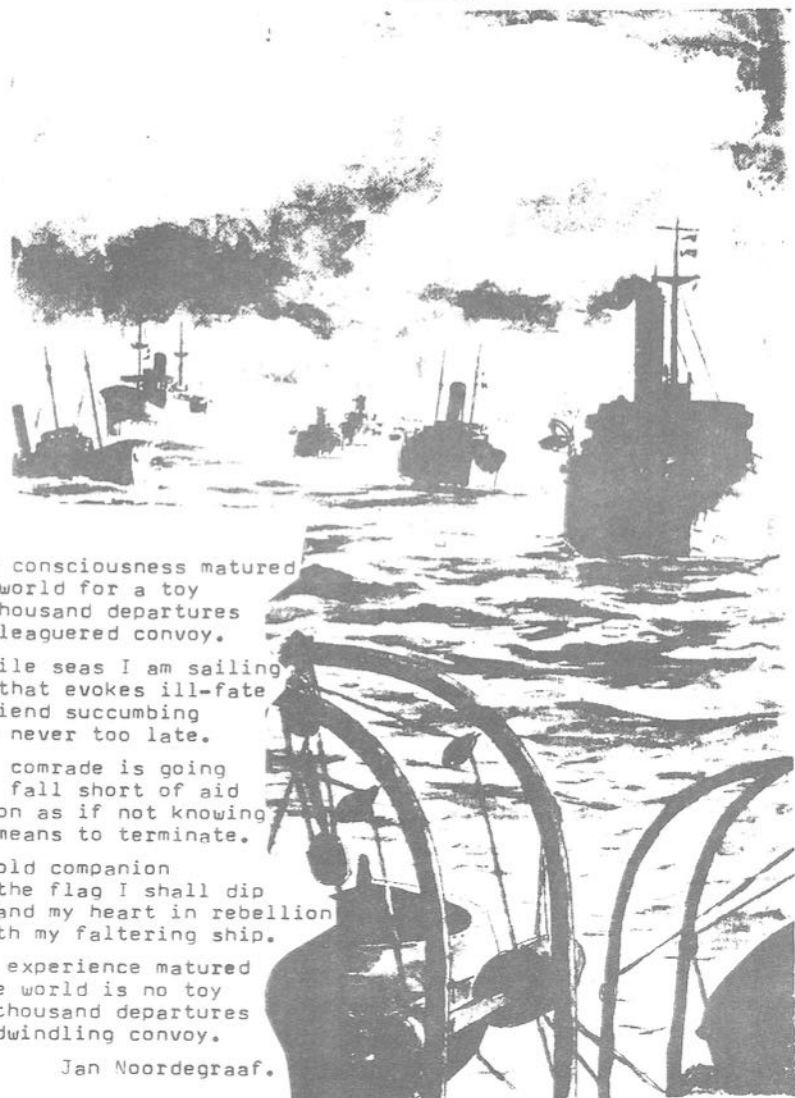 consciousness matured
world for a toy
housand departures
leaguered convoy.
ile seas I am sailing
that evokes ill-fate
iend succumbing
never too late.
comrade is going
fall short of aid
on as if not knowing
means to terminate.
old companion
the flag I shall dip
and my heart in rebellion
th my faltering ship.
experience matured
e world is no toy
thousand departures
dwindling convoy.
Jan Noordegraaf.